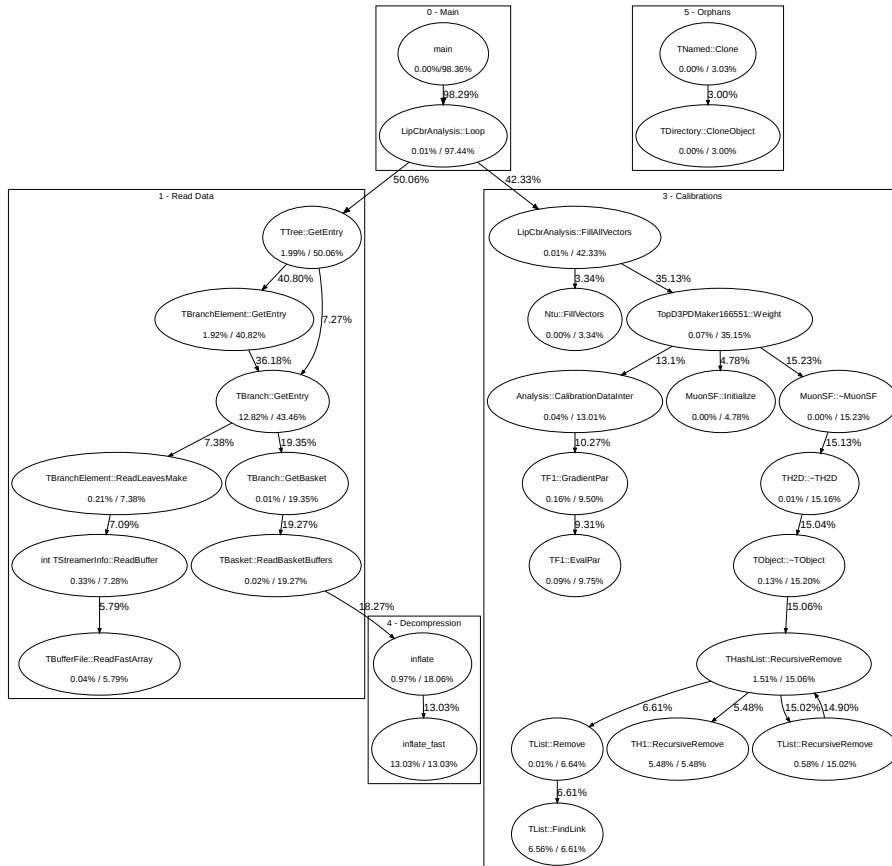 0 - Main
main
0.00%/98.36%
98.29%
LipCbrAnalysis::Loop
0.01% / 97.44%
5 - Orphans
TNamed::Clone
0.00% / 3.03%
3.00%
TDirectory::CloneObject
0.00% / 3.00%
50.06%
42.33%
1 - Read Data
TTree::GetEntry
1.99% / 50.06%
40.80%
7.27%
TBranchElement::GetEntry
1.92% / 40.82%
36.18%
TBranch::GetEntry
12.82% / 43.46%
7.38%
19.35%
TBranchElement::ReadLeavesMake
0.21% / 7.38%
TBranch::GetBasket
0.01% / 19.35%
7.09%
19.27%
int TStreamerInfo::ReadBuffer
0.33% / 7.28%
TBasket::ReadBasketBuffers
0.02% / 19.27%
5.79%
18.27%
TBufferFile::ReadFastArray
0.04% / 5.79%
4 - Decompression
inflate
0.97% / 18.06%
13.03%
inflate_fast
13.03% / 13.03%
3 - Calibrations
LipCbrAnalysis::FillAllVectors
0.01% / 42.33%
3.34%
35.13%
Ntu::FillVectors
0.00% / 3.34%
TopD3PDMaker166551::Weight
0.07% / 35.15%
13.1%
4.78%
15.23%
Analysis::CalibrationDataInter
0.04% / 13.01%
MuonSF::Initialize
0.00% / 4.78%
MuonSF::~MuonSF
0.00% / 15.23%
10.27%
15.13%
TF1::GradientPar
0.16% / 9.50%
TH2D::~TH2D
0.01% / 15.16%
9.31%
15.04%
TF1::EvalPar
0.09% / 9.75%
TObject::~TObject
0.13% / 15.20%
15.06%
THashList::RecursiveRemove
1.51% / 15.06%
6.61%
5.48%
15.02%
14.90%
TList::Remove
0.01% / 6.64%
TH1::RecursiveRemove
5.48% / 5.48%
TList::RecursiveRemove
0.58% / 15.02%
6.61%
TList::FindLink
6.56% / 6.61%